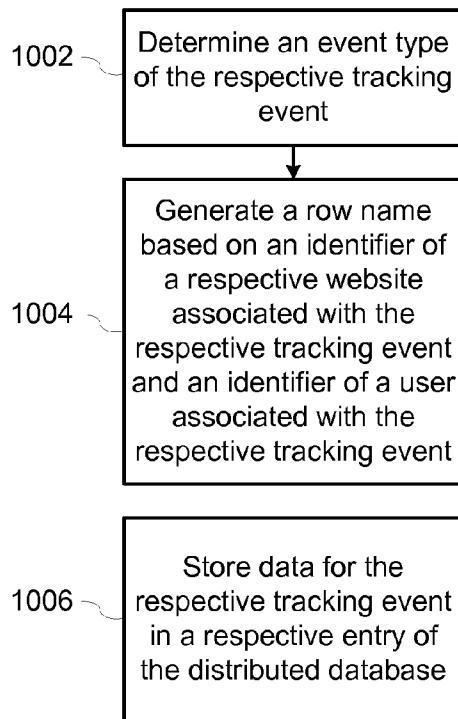 1002
Determine an event type
of the respective tracking
event
1004
Generate a row name
based on an identifier of
a respective website
associated with the
respective tracking event
and an identifier of a user
associated with the
respective tracking event
1006
Store data for the
respective tracking event
in a respective entry of
the distributed database